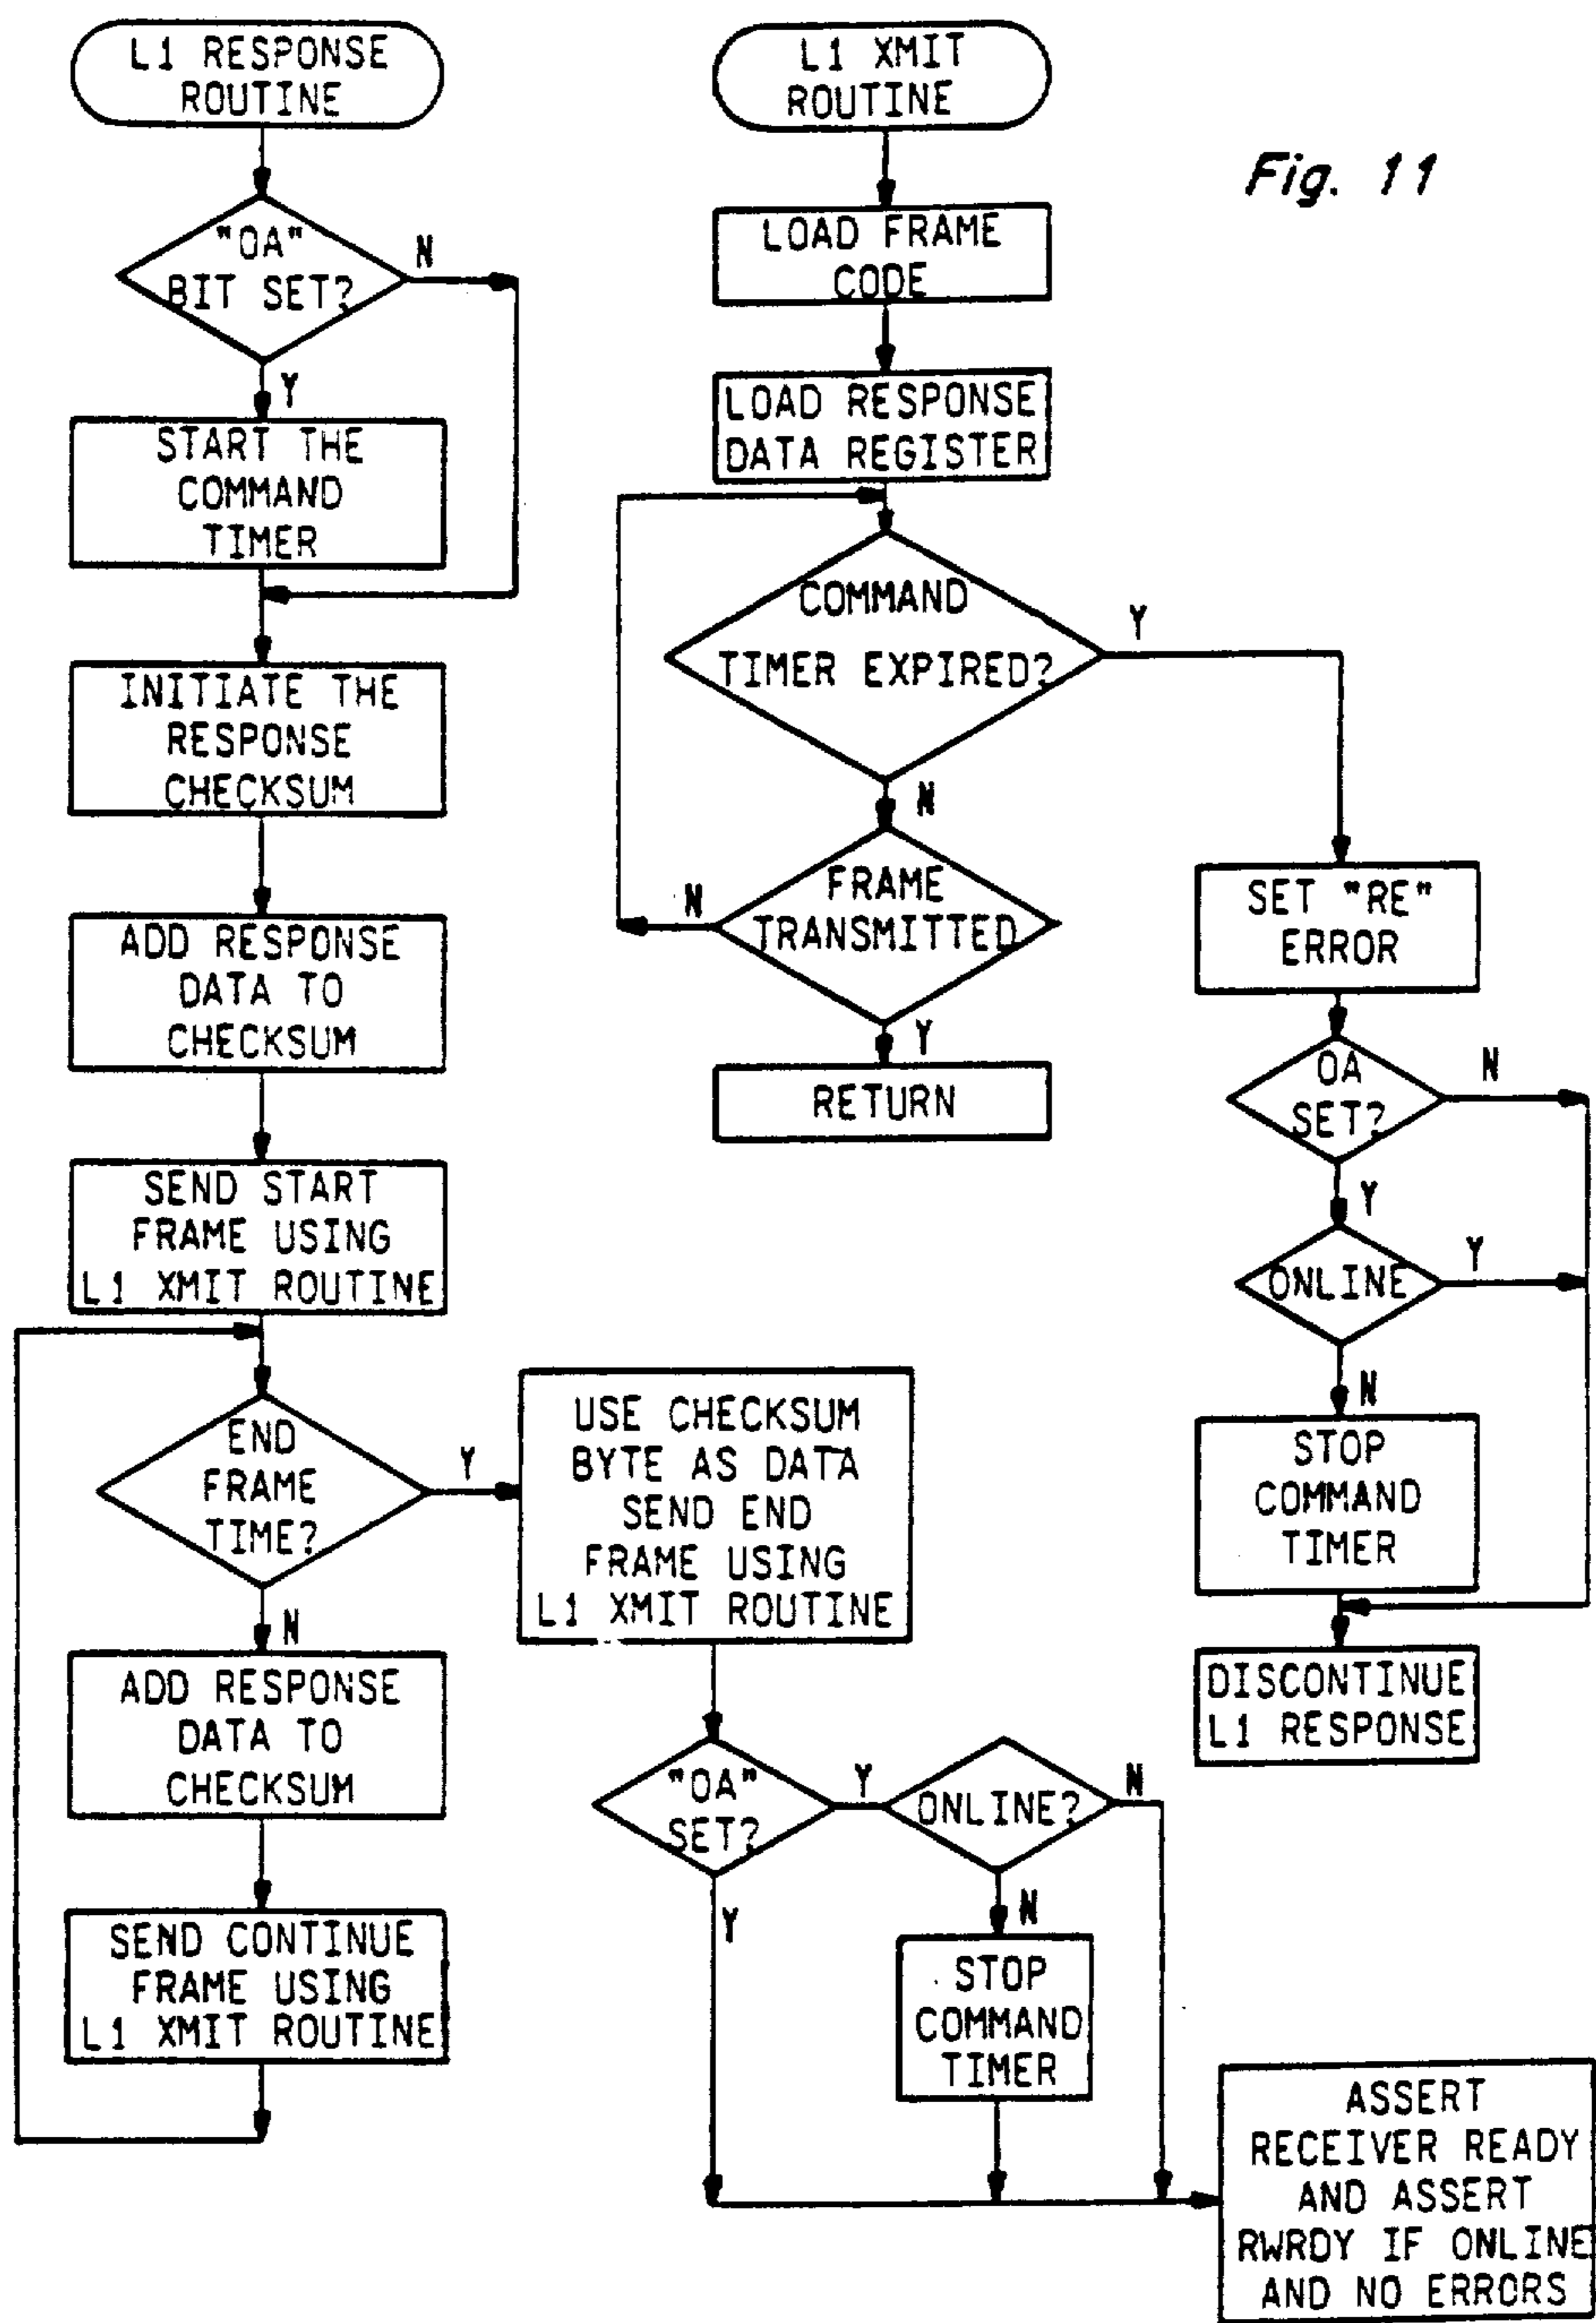 L1 RESPONSE
ROUTINE
"OA"
BIT SET?
N
Y
START THE
COMMAND
TIMER
INITIATE THE
RESPONSE
CHECKSUM
ADD RESPONSE
DATA TO
CHECKSUM
SEND START
FRAME USING
L1 XMIT ROUTINE
END
FRAME
TIME?
Y
N
ADD RESPONSE
DATA TO
CHECKSUM
SEND CONTINUE
FRAME USING
L1 XMIT ROUTINE
USE CHECKSUM
BYTE AS DATA
SEND END
FRAME USING
L1 XMIT ROUTINE
"OA"
SET?
Y
Y
ONLINE?
N
N
STOP
COMMAND
TIMER
ASSERT
RECEIVER READY
AND ASSERT
RWRDY IF ONLINE
AND NO ERRORS
L1 XMIT
ROUTINE
Fig. 11
LOAD FRAME
CODE
LOAD RESPONSE
DATA REGISTER
COMMAND
TIMER EXPIRED?
Y
N
FRAME
TRANSMITTED
N
Y
RETURN
SET "RE"
ERROR
OA
SET?
N
Y
ONLINE
Y
N
STOP
COMMAND
TIMER
DISCONTINUE
L1 RESPONSE